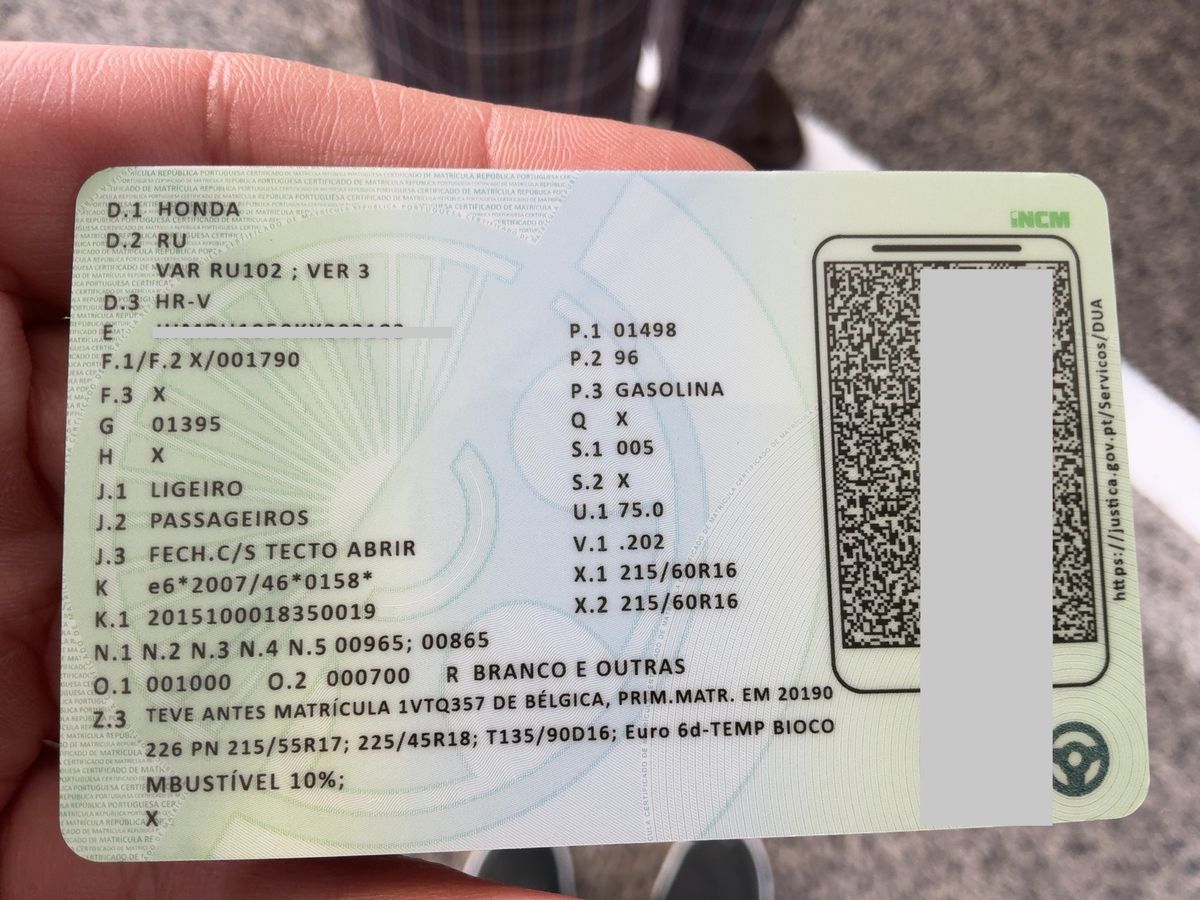 D.1 HONDA
D.2 RU
VAR RU102 ; VER 3
D.3 HR-V
E
F.1/F.2 X/001790
F.3 X
G 01395
H X
J.1 LIGEIRO
J.2 PASSAGEIROS
J.3 FECH.C/S TECTO ABRIR
K e6*2007/46*0158*
K.1 2015100018350019
N.1 N.2 N.3 N.4 N.5 00965; 00865
O.1 001000 O.2 000700 R BRANCO E OUTRAS
Z.3 TEVE ANTES MATRÍCULA 1VTQ357 DE BÉLGICA, PRIM.MATR. EM 20190
226 PN 215/55R17; 225/45R18; T135/90D16; Euro 6d-TEMP BIOCO
MBUSTÍVEL 10%;
X
P.1 01498
P.2 96
P.3 GASOLINA
Q X
S.1 005
S.2 X
U.1 75.0
V.1 .202
X.1 215/60R16
X.2 215/60R16
INCM
https://justica.gov.pt/Servicos/DUA